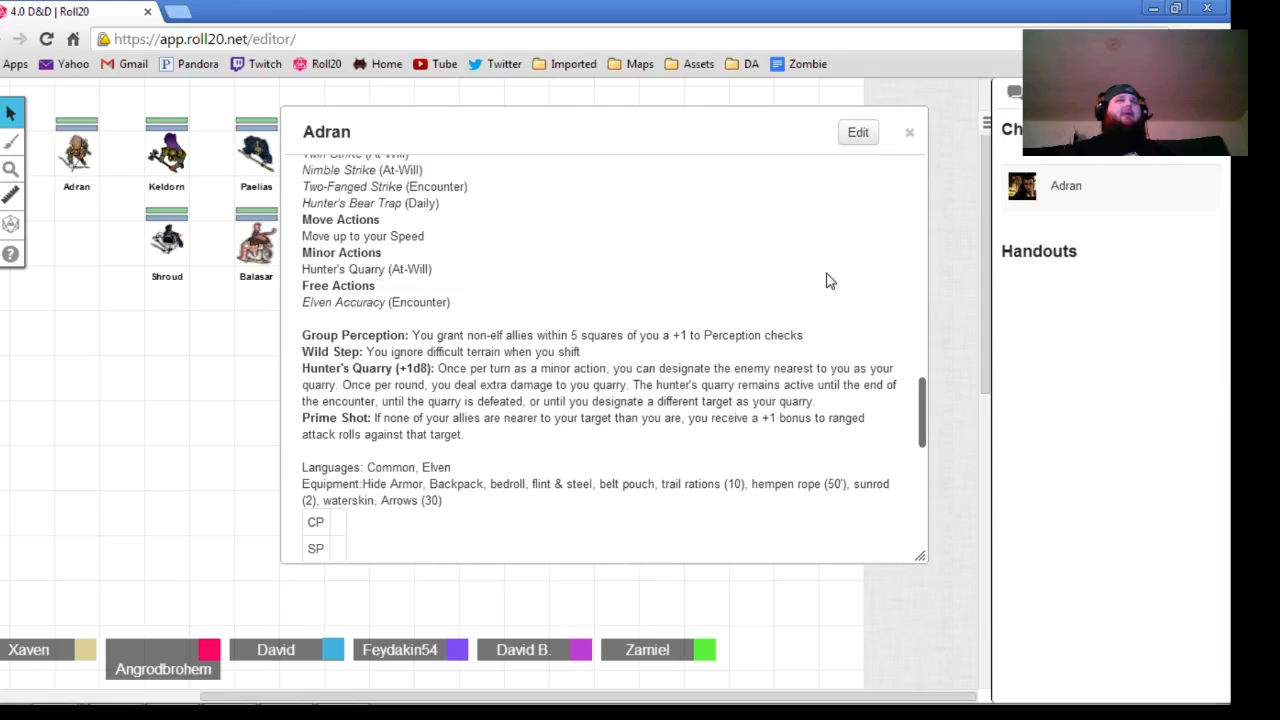 4.0 D&D | Roll20
https://app.roll20.net/editor/
Apps Yahoo Gmail Pandora Twitch Roll20 Home Tube Twitter Imported Maps Assets DA Zombie
Adran
Edit
Twin Strike (At-Will)
Nimble Strike (At-Will)
Two-Fanged Strike (Encounter)
Hunter's Bear Trap (Daily)
Move Actions
Move up to your Speed
Minor Actions
Hunter's Quarry (At-Will)
Free Actions
Elven Accuracy (Encounter)
Group Perception: You grant non-elf allies within 5 squares of you a +1 to Perception checks
Wild Step: You ignore difficult terrain when you shift
Hunter's Quarry (+1d8): Once per turn as a minor action, you can designate the enemy nearest to you as your
quarry. Once per round, you deal extra damage to you quarry. The hunter's quarry remains active until the end of
the encounter, until the quarry is defeated, or until you designate a different target as your quarry.
Prime Shot: If none of your allies are nearer to your target than you are, you receive a +1 bonus to ranged
attack rolls against that target.
Languages: Common, Elven
Equipment:Hide Armor, Backpack, bedroll, flint & steel, belt pouch, trail rations (10), hempen rope (50'), sunrod
(2), waterskin, Arrows (30)
CP
SP
Adran Keldorn Paelias
Shroud Balasar
Ch
Adran
Handouts
Xaven
Angrodbrohem
David
Feydakin54
David B.
Zamiel